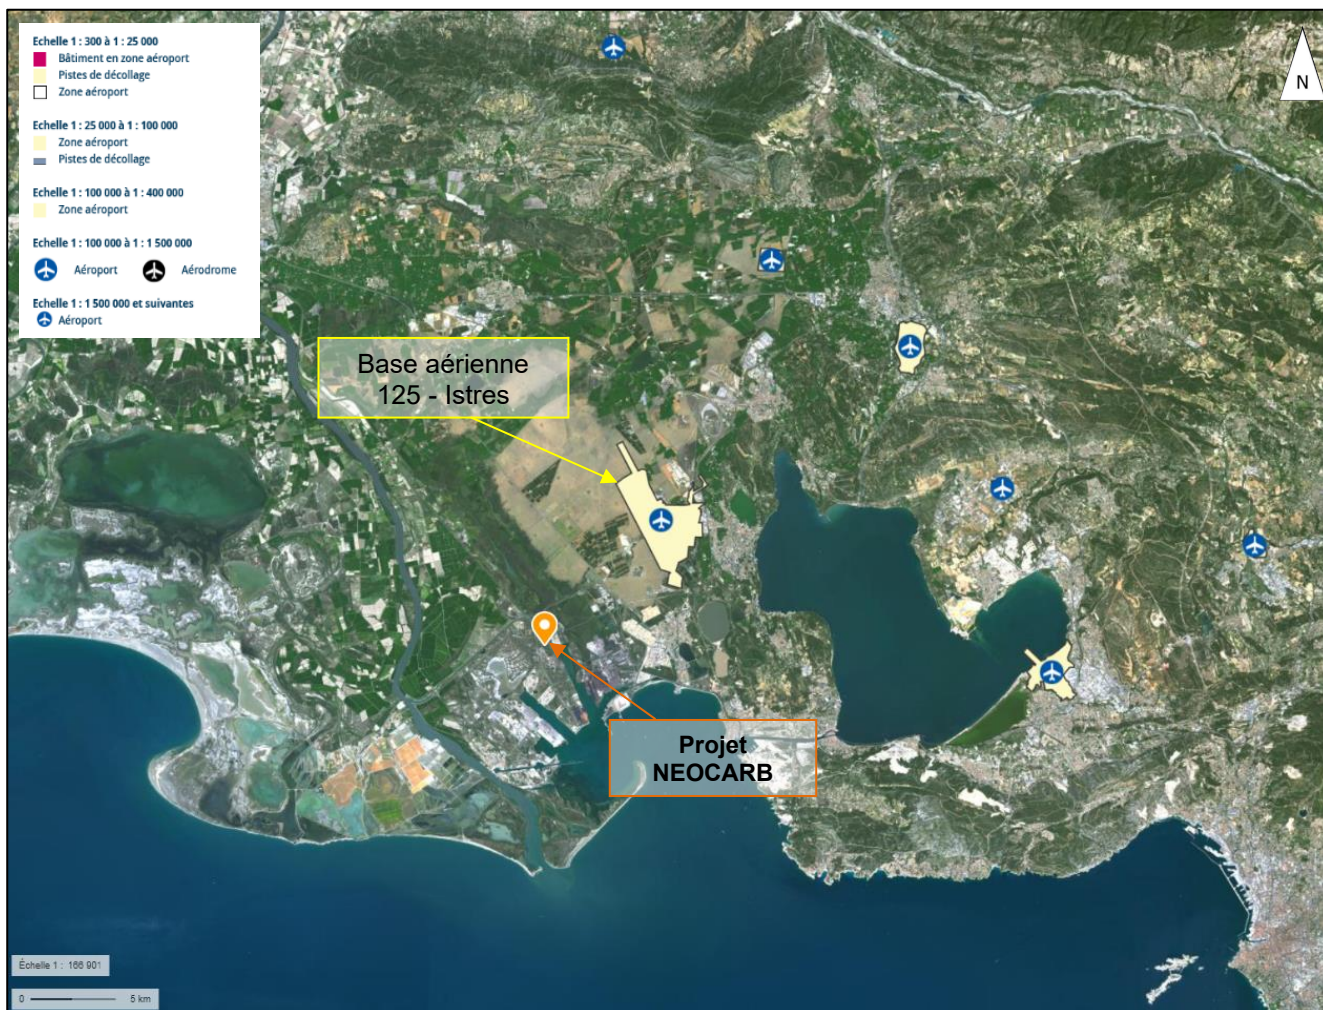 Echelle 1 : 300 à 1 : 25 000
Bâtiment en zone aéroport
Pistes de décollage
Zone aéroport
Echelle 1 : 25 000 à 1 : 100 000
Zone aéroport
Pistes de décollage
Echelle 1 : 100 000 à 1 : 400 000
Zone aéroport
Echelle 1 : 100 000 à 1 : 1 500 000
Aéroport Aérodrome
Echelle 1 : 1 500 000 et suivantes
Aéroport
N
Base aérienne
125 - Istres
Projet
NEOCARB
Échelle 1 : 166 901
0 5 km